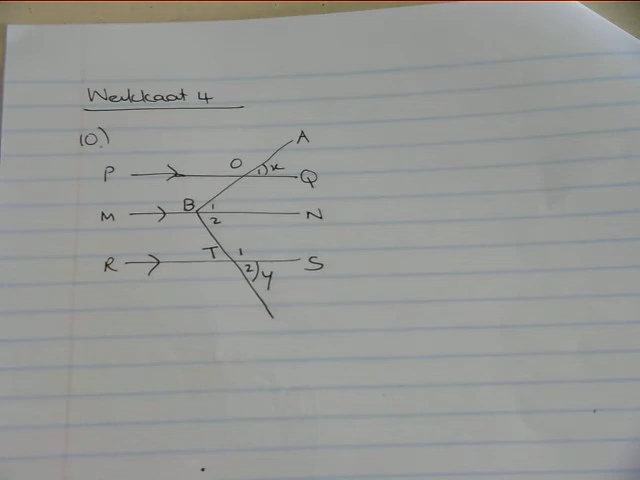 Werkkaart 4
10.)
A
P O 1 x Q
M B 1 2 N
R T 1 2 y S